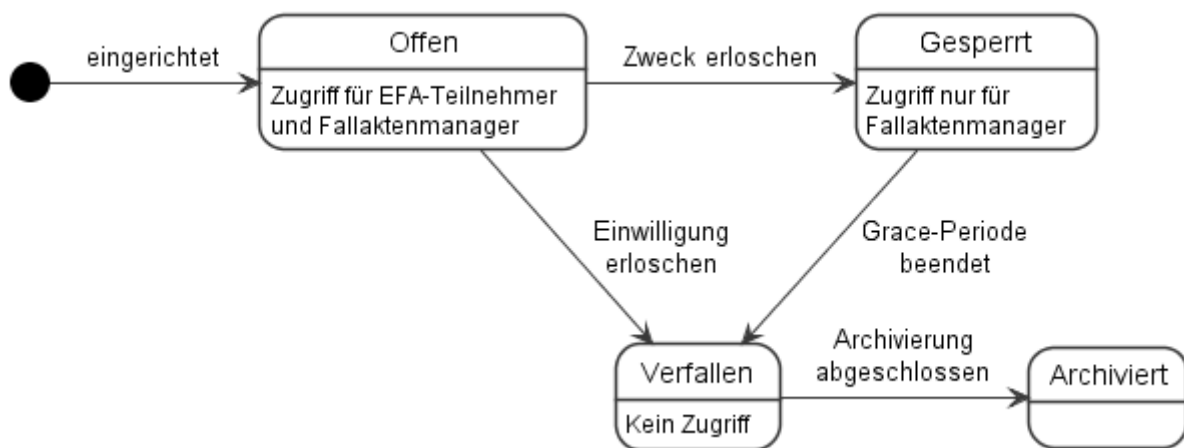 eingerichtet
Offen
Zugriff für EFA-Teilnehmer
und Fallaktenmanager
Zweck erloschen
Gesperrt
Zugriff nur für
Fallaktenmanager
Einwilligung
erloschen
Grace-Periode
beendet
Verfallen
Kein Zugriff
Archivierung
abgeschlossen
Archiviert